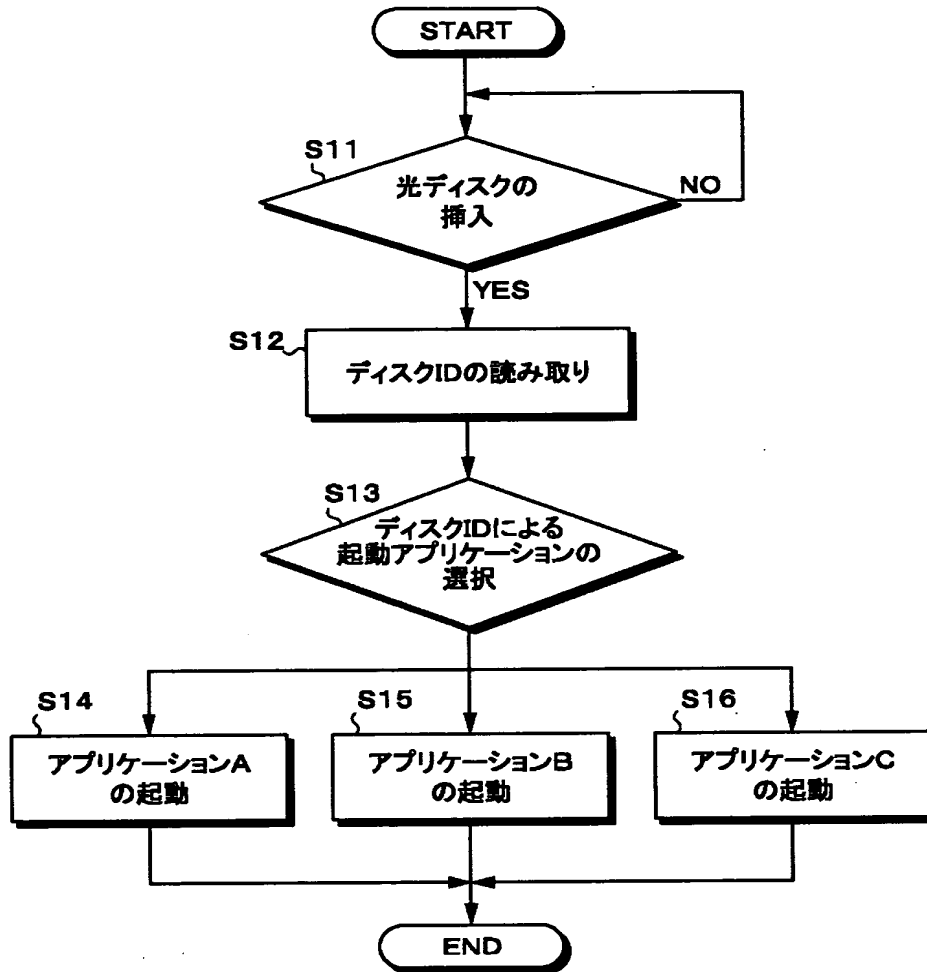 START
S11
光ディスクの
挿入
NO
YES
S12
ディスクIDの読み取り
S13
ディスクIDによる
起動アプリケーションの
選択
S14
アプリケーションA
の起動
S15
アプリケーションB
の起動
S16
アプリケーションC
の起動
END